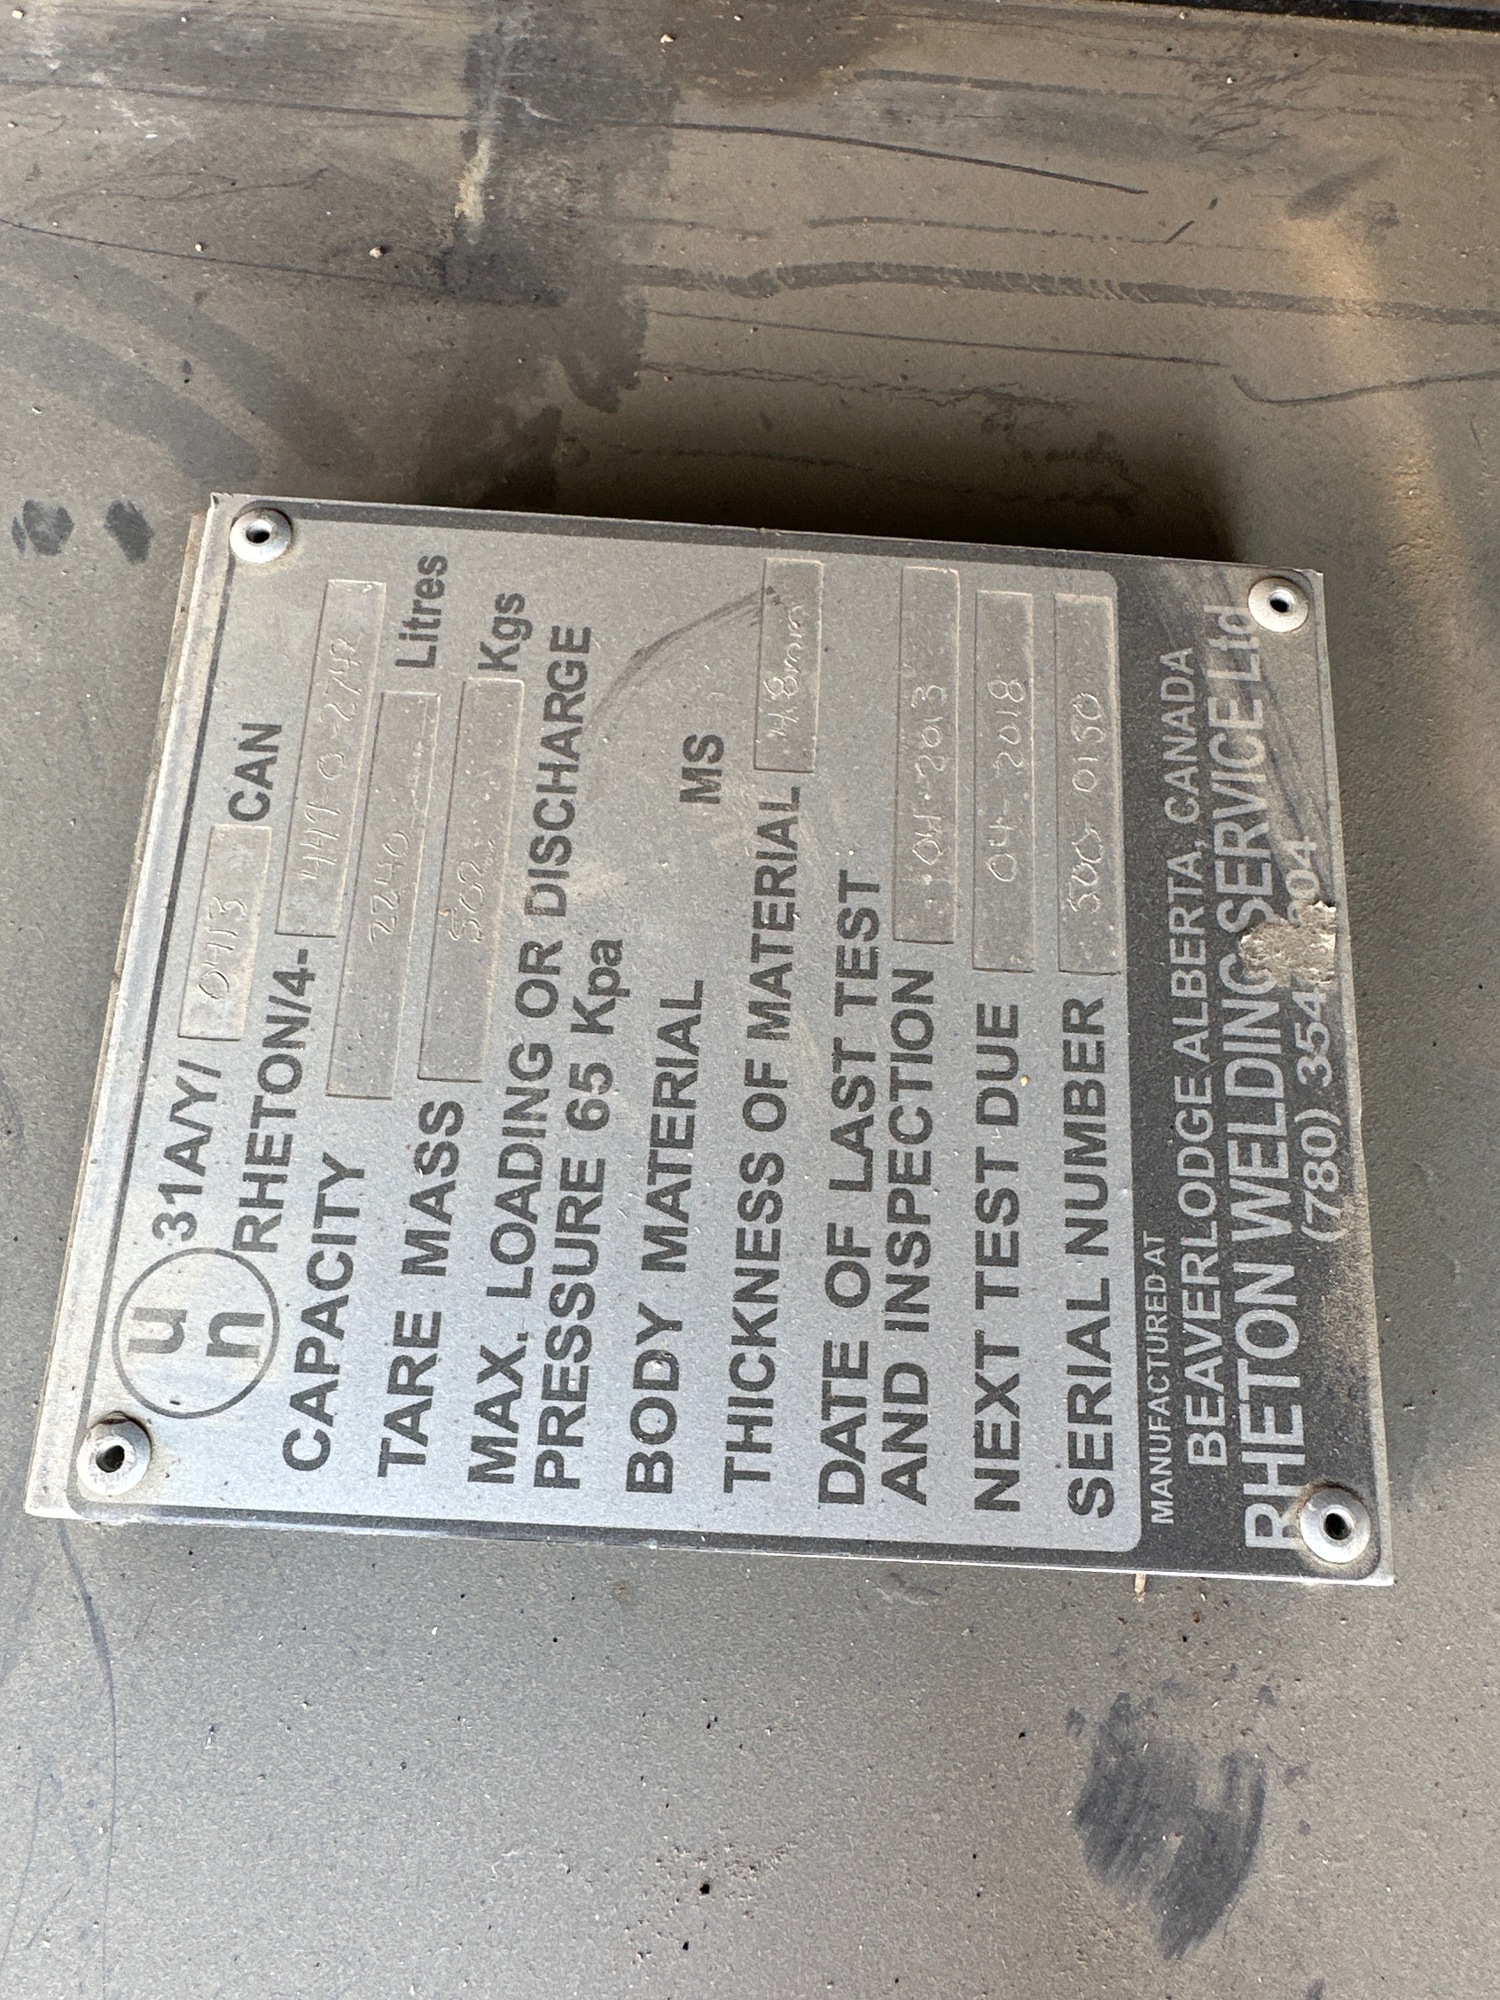 un 31A/Y/ 0413 CAN
RHETON/4-
CAPACITY 2240 Litres
TARE MASS 502 Kgs
MAX. LOADING OR DISCHARGE
PRESSURE 65 Kpa
BODY MATERIAL MS
THICKNESS OF MATERIAL
DATE OF LAST TEST
AND INSPECTION 04-2013
NEXT TEST DUE 04-2018
SERIAL NUMBER
MANUFACTURED AT
BEAVERLODGE ALBERTA, CANADA
RHETON WELDING SERVICE Ltd
(780) 354